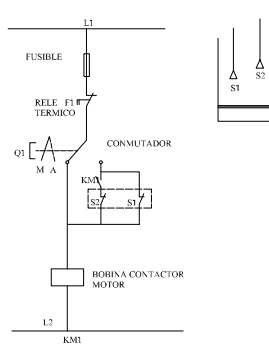 L1
FUSIBLE
S1
S2
RELE F1
TERMICO
CONMUTADOR
Q1
M A
KM1
S2
S1
BOBINA CONTACTOR
MOTOR
L2
KM1